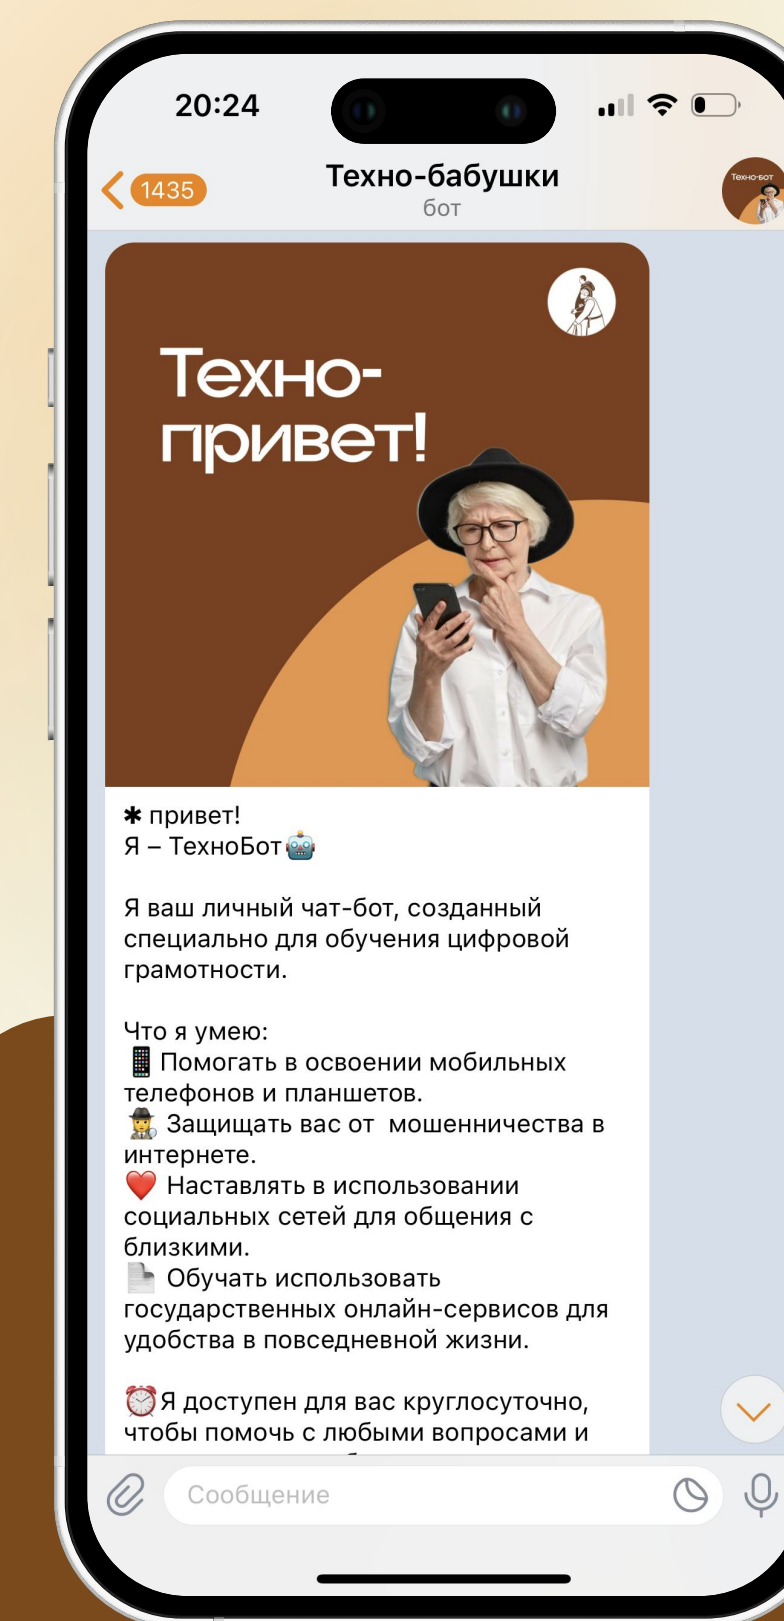 20:24
1435
Техно-бабушки
бот
Техно-бот
Техно-
привет!
✱ привет!
Я – ТехноБот🤖
Я ваш личный чат-бот, созданный
специально для обучения цифровой
грамотности.
Что я умею:
📱 Помогать в освоении мобильных
телефонов и планшетов.
🕵️ Защищать вас от  мошенничества в
интернете.
❤️ Наставлять в использовании
социальных сетей для общения с
близкими.
📄 Обучать использовать
государственных онлайн-сервисов для
удобства в повседневной жизни.
⏰Я доступен для вас круглосуточно,
чтобы помочь с любыми вопросами и
Сообщение